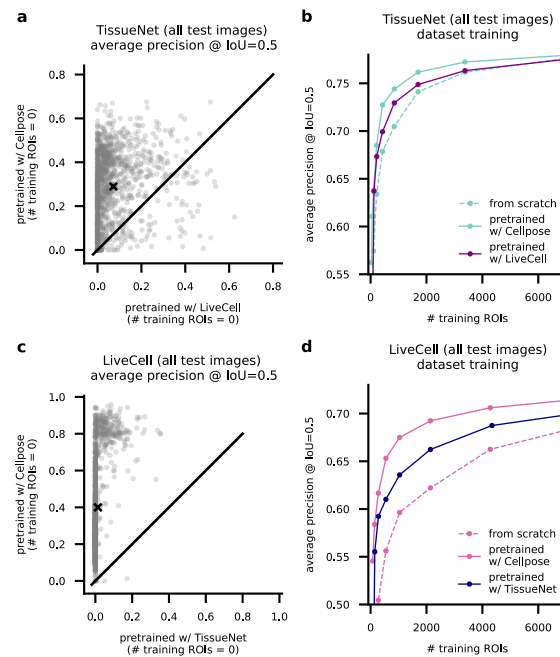 a
TissueNet (all test images)
average precision @ IoU=0.5
0.8
0.6
0.4
0.2
0.0
pretrained w/ Cellpose
(# training ROIs = 0)
0.0 0.2 0.4 0.6 0.8
pretrained w/ LiveCell
(# training ROIs = 0)
b
TissueNet (all test images)
dataset training
0.75
0.70
0.65
0.60
0.55
average precision @ IoU=0.5
from scratch
pretrained
w/ Cellpose
pretrained
w/ LiveCell
0 2000 4000 6000
# training ROIs
c
LiveCell (all test images)
average precision @ IoU=0.5
1.0
0.8
0.6
0.4
0.2
0.0
pretrained w/ Cellpose
(# training ROIs = 0)
0.0 0.2 0.4 0.6 0.8 1.0
pretrained w/ TissueNet
(# training ROIs = 0)
d
LiveCell (all test images)
dataset training
0.70
0.65
0.60
0.55
0.50
average precision @ IoU=0.5
from scratch
pretrained
w/ Cellpose
pretrained
w/ TissueNet
0 2000 4000 6000
# training ROIs